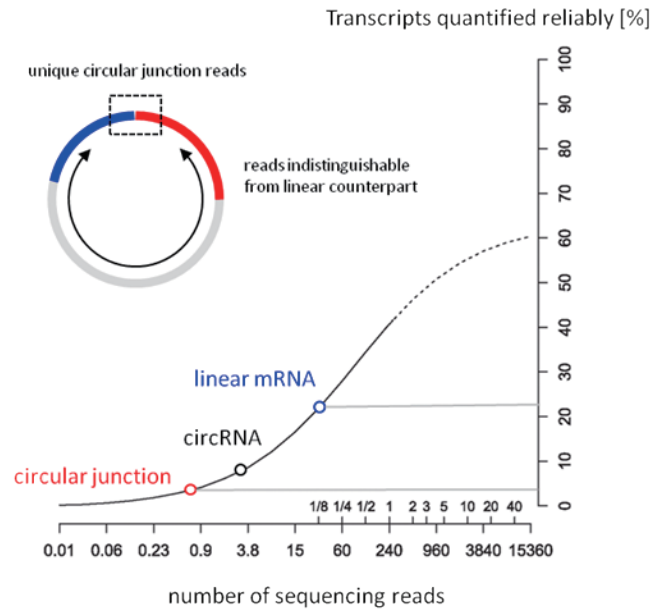 Transcripts quantified reliably [%]
unique circular junction reads
reads indistinguishable
from linear counterpart
100
90
80
70
60
50
40
30
20
10
0
linear mRNA
circRNA
circular junction
1/8 1/4 1/2 1 2 3 5 10 20 40
0.01 0.06 0.23 0.9 3.8 15 60 240 960 3840 15360
number of sequencing reads